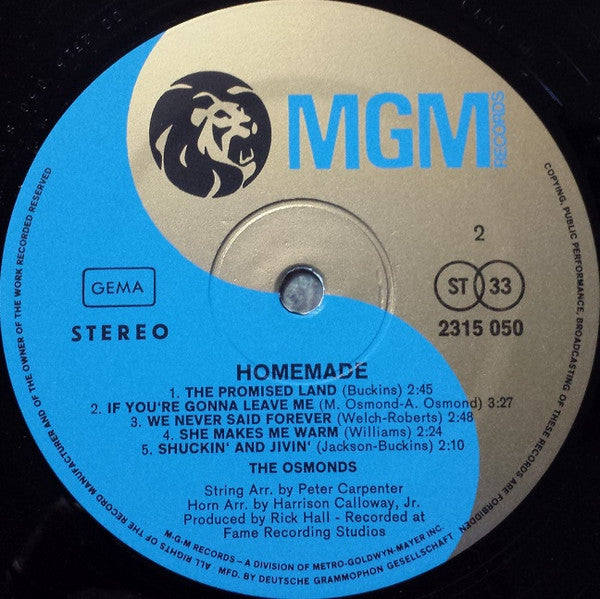 MGM
RECORDS
2
GEMA
STEREO
ST 33
2315 050
HOMEMADE
1. THE PROMISED LAND (Buckins) 2:45
2. IF YOU'RE GONNA LEAVE ME (M. Osmond-A. Osmond) 3:27
3. WE NEVER SAID FOREVER (Welch-Roberts) 2:48
4. SHE MAKES ME WARM (Williams) 2:24
5. SHUCKIN' AND JIVIN' (Jackson-Buckins) 2:10
THE OSMONDS
String Arr. by Peter Carpenter
Horn Arr. by Harrison Calloway, Jr.
Produced by Rick Hall - Recorded at
Fame Recording Studios
M-G-M RECORDS – A DIVISION OF METRO-GOLDWYN-MAYER INC.
MFD. BY DEUTSCHE GRAMMOPHON GESELLSCHAFT
ALL RIGHTS OF THE RECORD MANUFACTURER AND OF THE OWNER OF THE WORK RECORDED RESERVED
COPYING, PUBLIC PERFORMANCE, BROADCASTING OF THESE RECORDS ARE FORBIDDEN